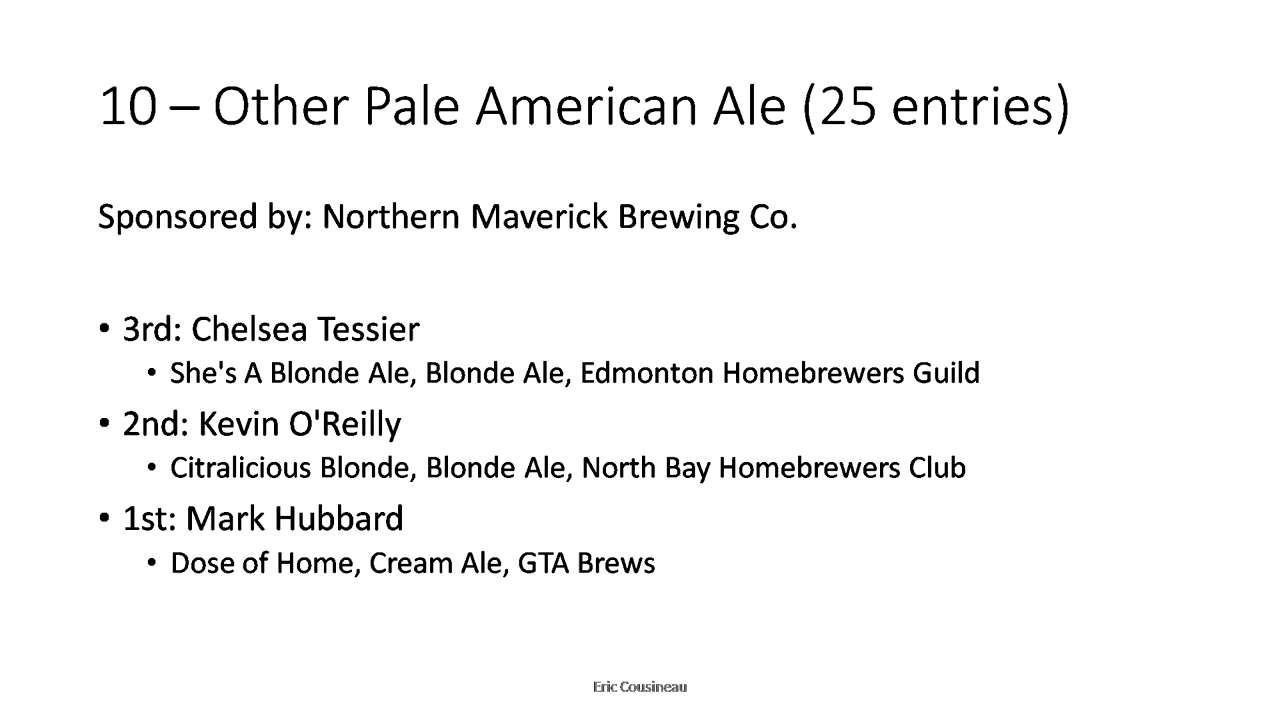 10 – Other Pale American Ale (25 entries)
Sponsored by: Northern Maverick Brewing Co.
• 3rd: Chelsea Tessier
• She's A Blonde Ale, Blonde Ale, Edmonton Homebrewers Guild
• 2nd: Kevin O'Reilly
• Citralicious Blonde, Blonde Ale, North Bay Homebrewers Club
• 1st: Mark Hubbard
• Dose of Home, Cream Ale, GTA Brews
Eric Cousineau